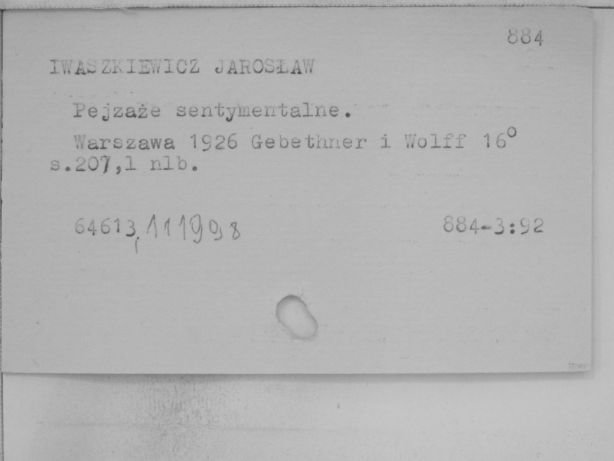 884
IWASZKIEWICZ JAROSŁAW
Pejzaże sentymentalne.
Warszawa 1926 Gebethner i Wolff 16°
s.207,1 nlb.
64613, 111998 884-3:92